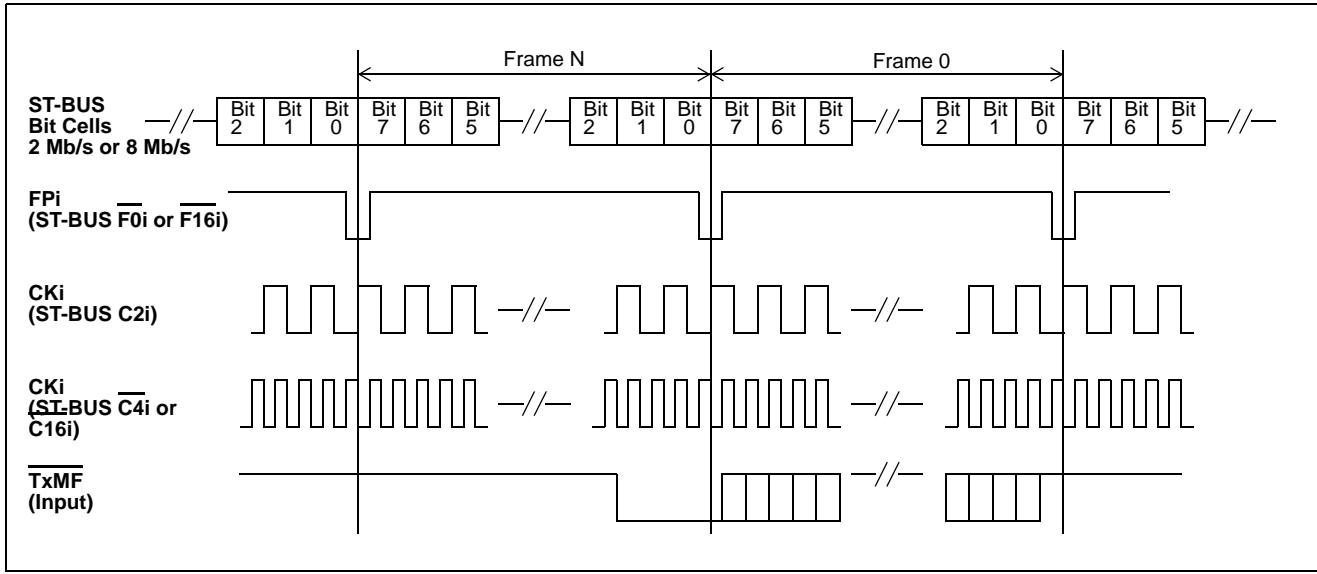 Frame N
Frame 0
ST-BUS
Bit Cells
2 Mb/s or 8 Mb/s
Bit 2 Bit 1 Bit 0 Bit 7 Bit 6 Bit 5 Bit 2 Bit 1 Bit 0 Bit 7 Bit 6 Bit 5 Bit 2 Bit 1 Bit 0 Bit 7 Bit 6 Bit 5
FPi
(ST-BUS F0i or F16i)
CKi
(ST-BUS C2i)
CKi
(ST-BUS C4i or
C16i)
TxMF
(Input)